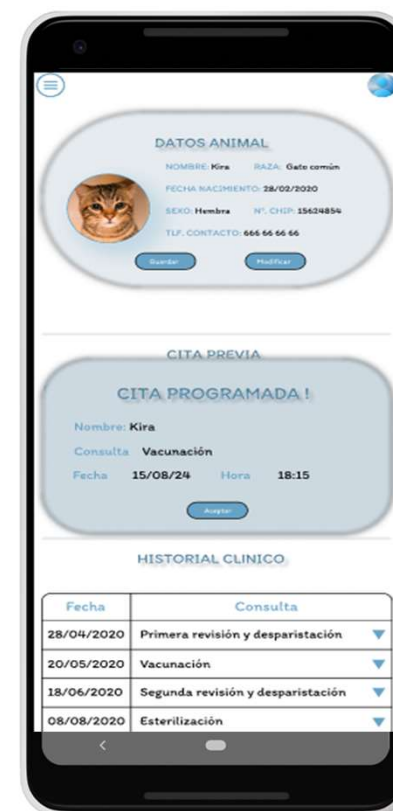 DATOS ANIMAL
NOMBRE: Kira RAZA: Gato común
FECHA NACIMIENTO: 28/02/2020
SEXO: Hembra Nº. CHIP: 15624854
TLF. CONTACTO: 666 66 66 66
Guardar Modificar
CITA PREVIA
CITA PROGRAMADA !
Nombre: Kira
Consulta Vacunación
Fecha 15/08/24 Hora 18:15
Aceptar
HISTORIAL CLINICO
Fecha Consulta
28/04/2020 Primera revisión y desparistación
20/05/2020 Vacunación
18/06/2020 Segunda revisión y desparistación
08/08/2020 Esterilización